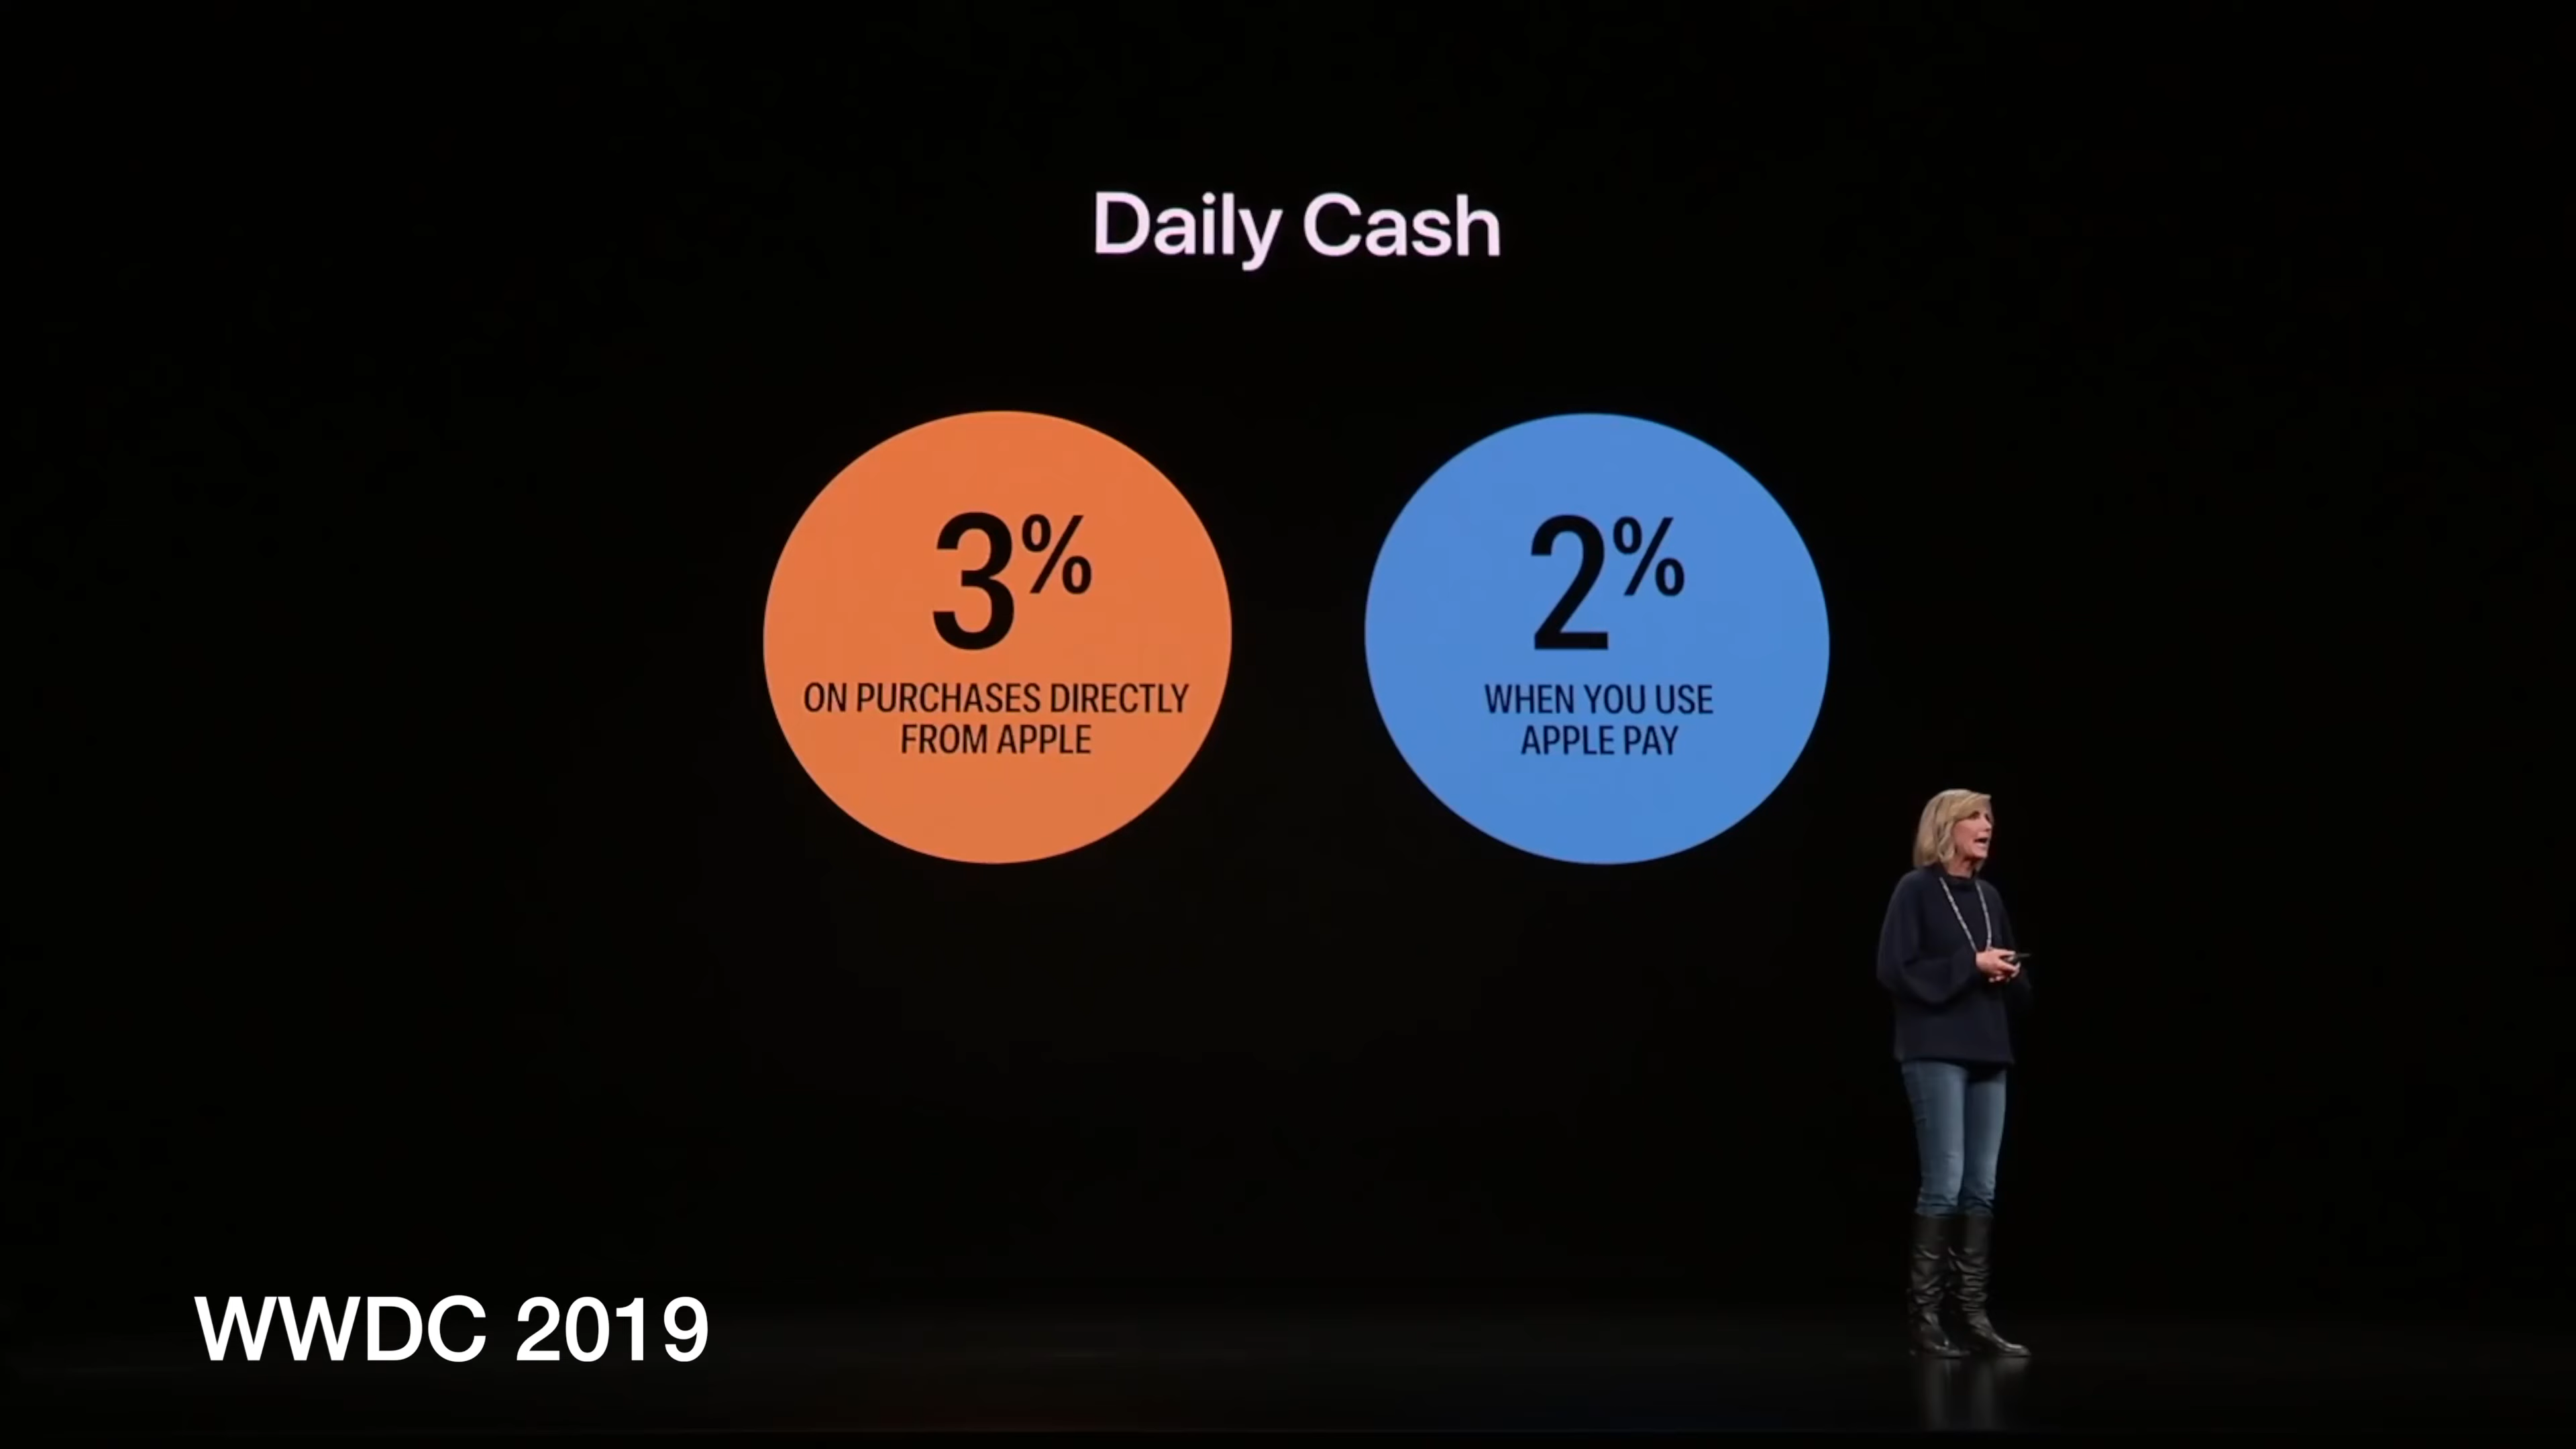 Daily Cash
3%
ON PURCHASES DIRECTLY
FROM APPLE
2%
WHEN YOU USE
APPLE PAY
WWDC 2019